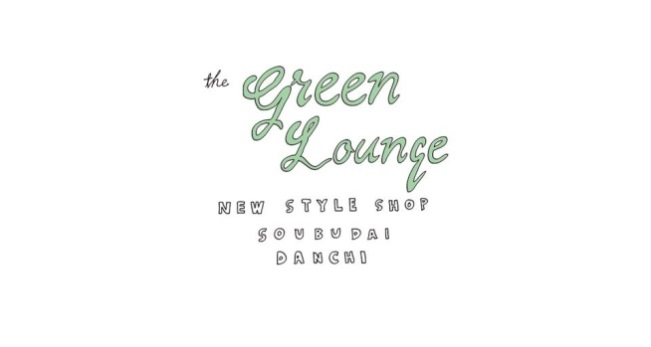 the Green
Lounge
NEW STYLE SHOP
SOUBUDAI
DANCHI